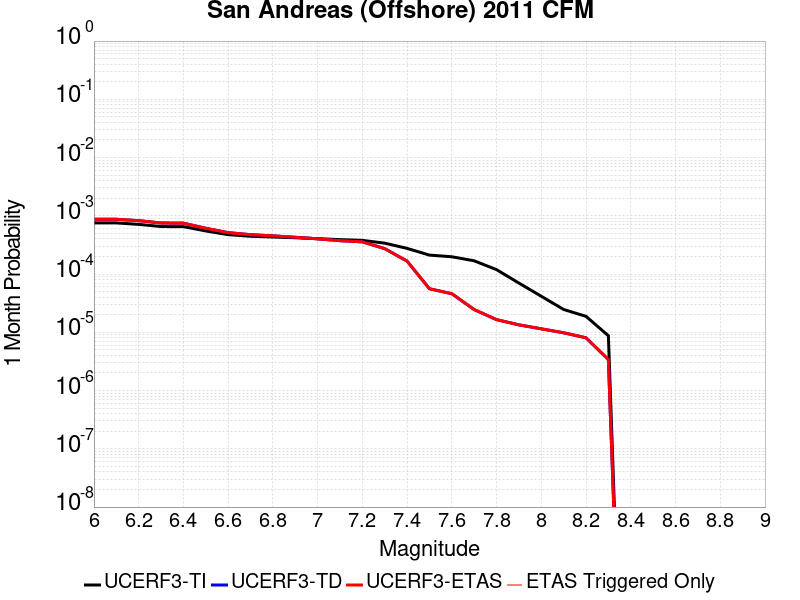 San Andreas (Offshore) 2011 CFM
10 0
10 -1
10 -2
10 -3
10 -4
10 -5
10 -6
10 -7
10 -8
1 Month Probability
6 6.2 6.4 6.6 6.8 7 7.2 7.4 7.6 7.8 8 8.2 8.4 8.6 8.8 9
Magnitude
UCERF3-TI UCERF3-TD UCERF3-ETAS ETAS Triggered Only